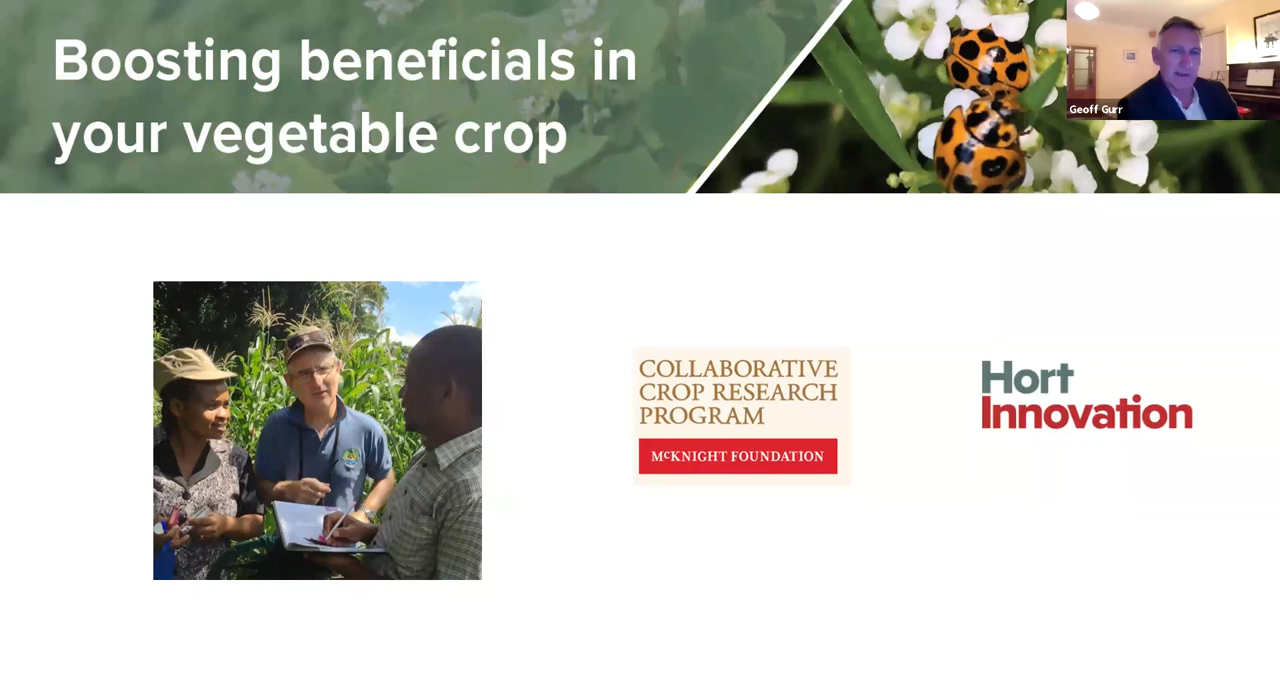 Boosting beneficials in
your vegetable crop
Geoff Gurr
COLLABORATIVE
CROP RESEARCH
PROGRAM
McKNIGHT FOUNDATION
Hort
Innovation